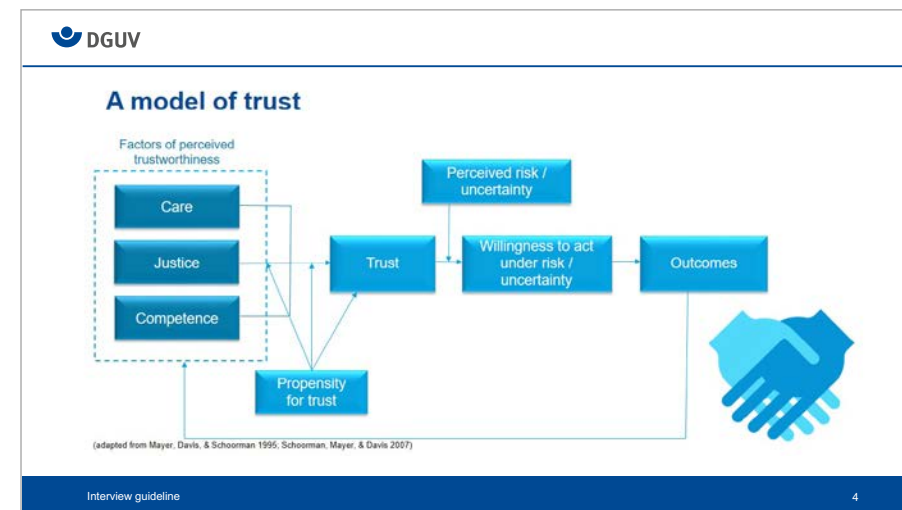 DGUV
A model of trust
Factors of perceived
trustworthiness
Care
Justice
Competence
Propensity
for trust
Trust
Perceived risk /
uncertainty
Willingness to act
under risk /
uncertainty
Outcomes
(adapted from Mayer, Davis, & Schoorman 1995; Schoorman, Mayer, & Davis 2007)
Interview guideline
4